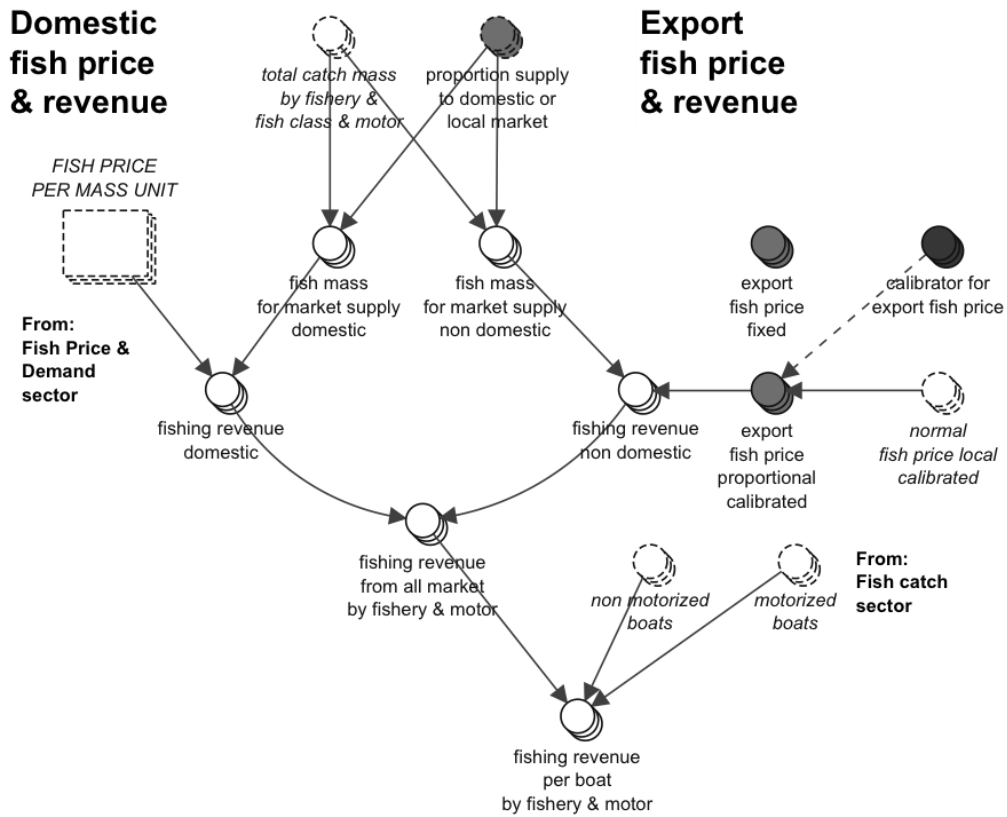 Domestic
fish price
& revenue
Export
fish price
& revenue
total catch mass
by fishery &
fish class & motor
proportion supply
to domestic or
local market
FISH PRICE
PER MASS UNIT
From:
Fish Price &
Demand
sector
fish mass
for market supply
domestic
fish mass
for market supply
non domestic
export
fish price
fixed
calibrator for
export fish price
fishing revenue
domestic
fishing revenue
non domestic
export
fish price
proportional
calibrated
normal
fish price local
calibrated
fishing revenue
from all market
by fishery & motor
non motorized
boats
motorized
boats
From:
Fish catch
sector
fishing revenue
per boat
by fishery & motor